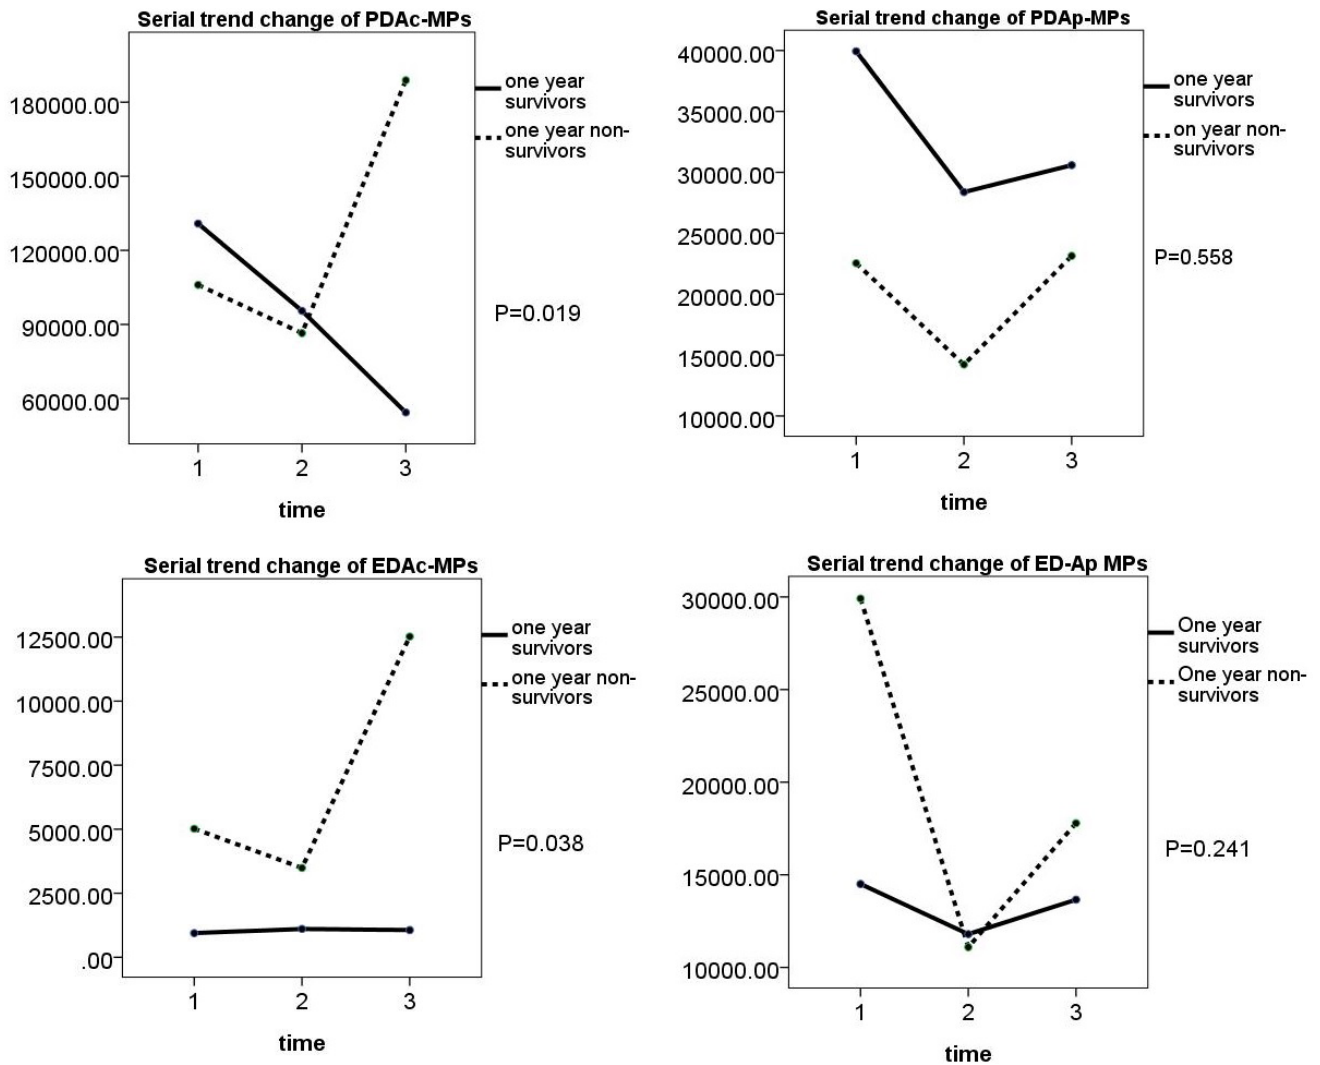 Serial trend change of PDAc-MPs
180000.00
150000.00
120000.00
90000.00
60000.00
1
2
3
time
one year
survivors
one year non-
survivors
P=0.019
Serial trend change of PDAp-MPs
40000.00
35000.00
30000.00
25000.00
20000.00
15000.00
10000.00
1
2
3
time
one year
survivors
on year non-
survivors
P=0.558
Serial trend change of EDAc-MPs
12500.00
10000.00
7500.00
5000.00
2500.00
.00
1
2
3
time
one year
survivors
one year non-
survivors
P=0.038
Serial trend change of ED-Ap MPs
30000.00
25000.00
20000.00
15000.00
10000.00
1
2
3
time
One year
survivors
One year non-
survivors
P=0.241